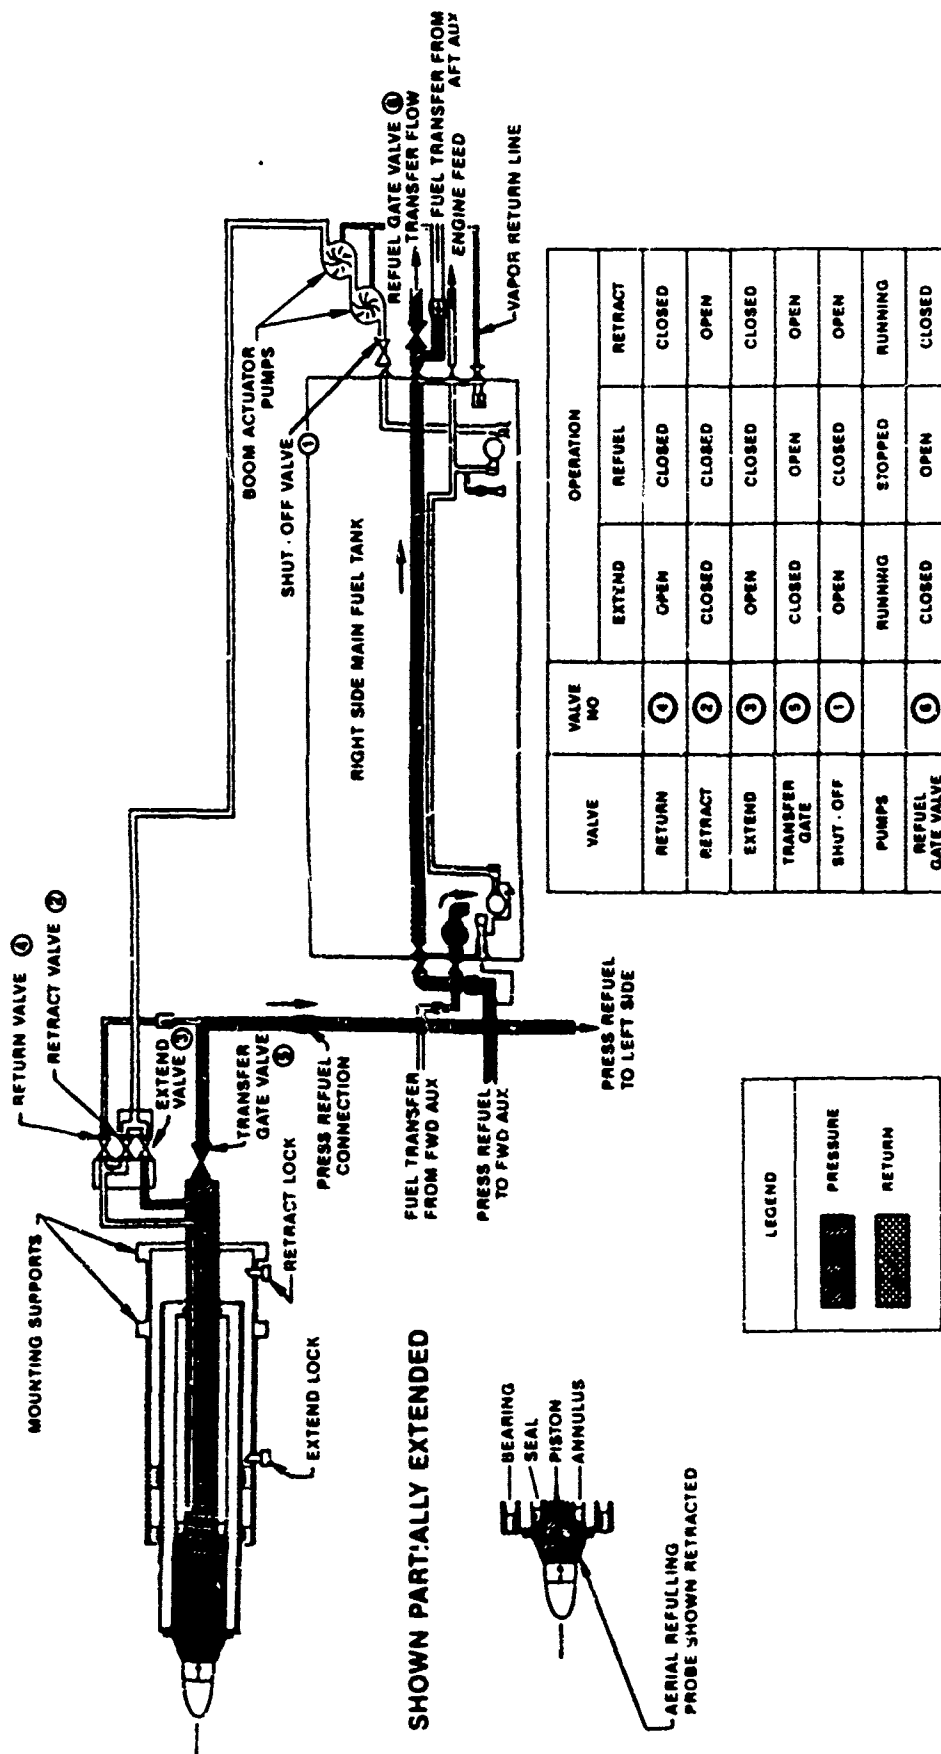 MOUNTING SUPPORTS
RETURN VALVE ④
RETRACT VALVE ②
EXTEND
VALVE ③
TRANSFER
GATE VALVE ⑤
PRESS REFUEL
CONNECTION
RETRACT LOCK
EXTEND LOCK
SHOWN PARTIALLY EXTENDED
BOOM ACTUATOR
PUMPS
SHUT-OFF VALVE ①
RIGHT SIDE MAIN FUEL TANK
REFUEL GATE VALVE ⑥
TRANSFER FLOW
FUEL TRANSFER FROM
AFT AUX
ENGINE FEED
VAPOR RETURN LINE
FUEL TRANSFER
FROM FWD AUX
PRESS REFUEL
TO FWD AUX
PRESS REFUEL
TO LEFT SIDE
BEARING
SEAL
PISTON
ANNULUS
AERIAL REFULLING
PROBE SHOWN RETRACTED
LEGEND
PRESSURE
RETURN
VALVE VALVE NO OPERATION
EXTEND REFUEL RETRACT
RETURN ④ OPEN CLOSED CLOSED
RETRACT ② CLOSED CLOSED OPEN
EXTEND ③ OPEN CLOSED CLOSED
TRANSFER GATE ⑤ CLOSED OPEN OPEN
SHUT-OFF ① OPEN CLOSED OPEN
PUMPS RUNNING STOPPED RUNNING
REFUEL GATE VALVE ⑥ CLOSED OPEN CLOSED